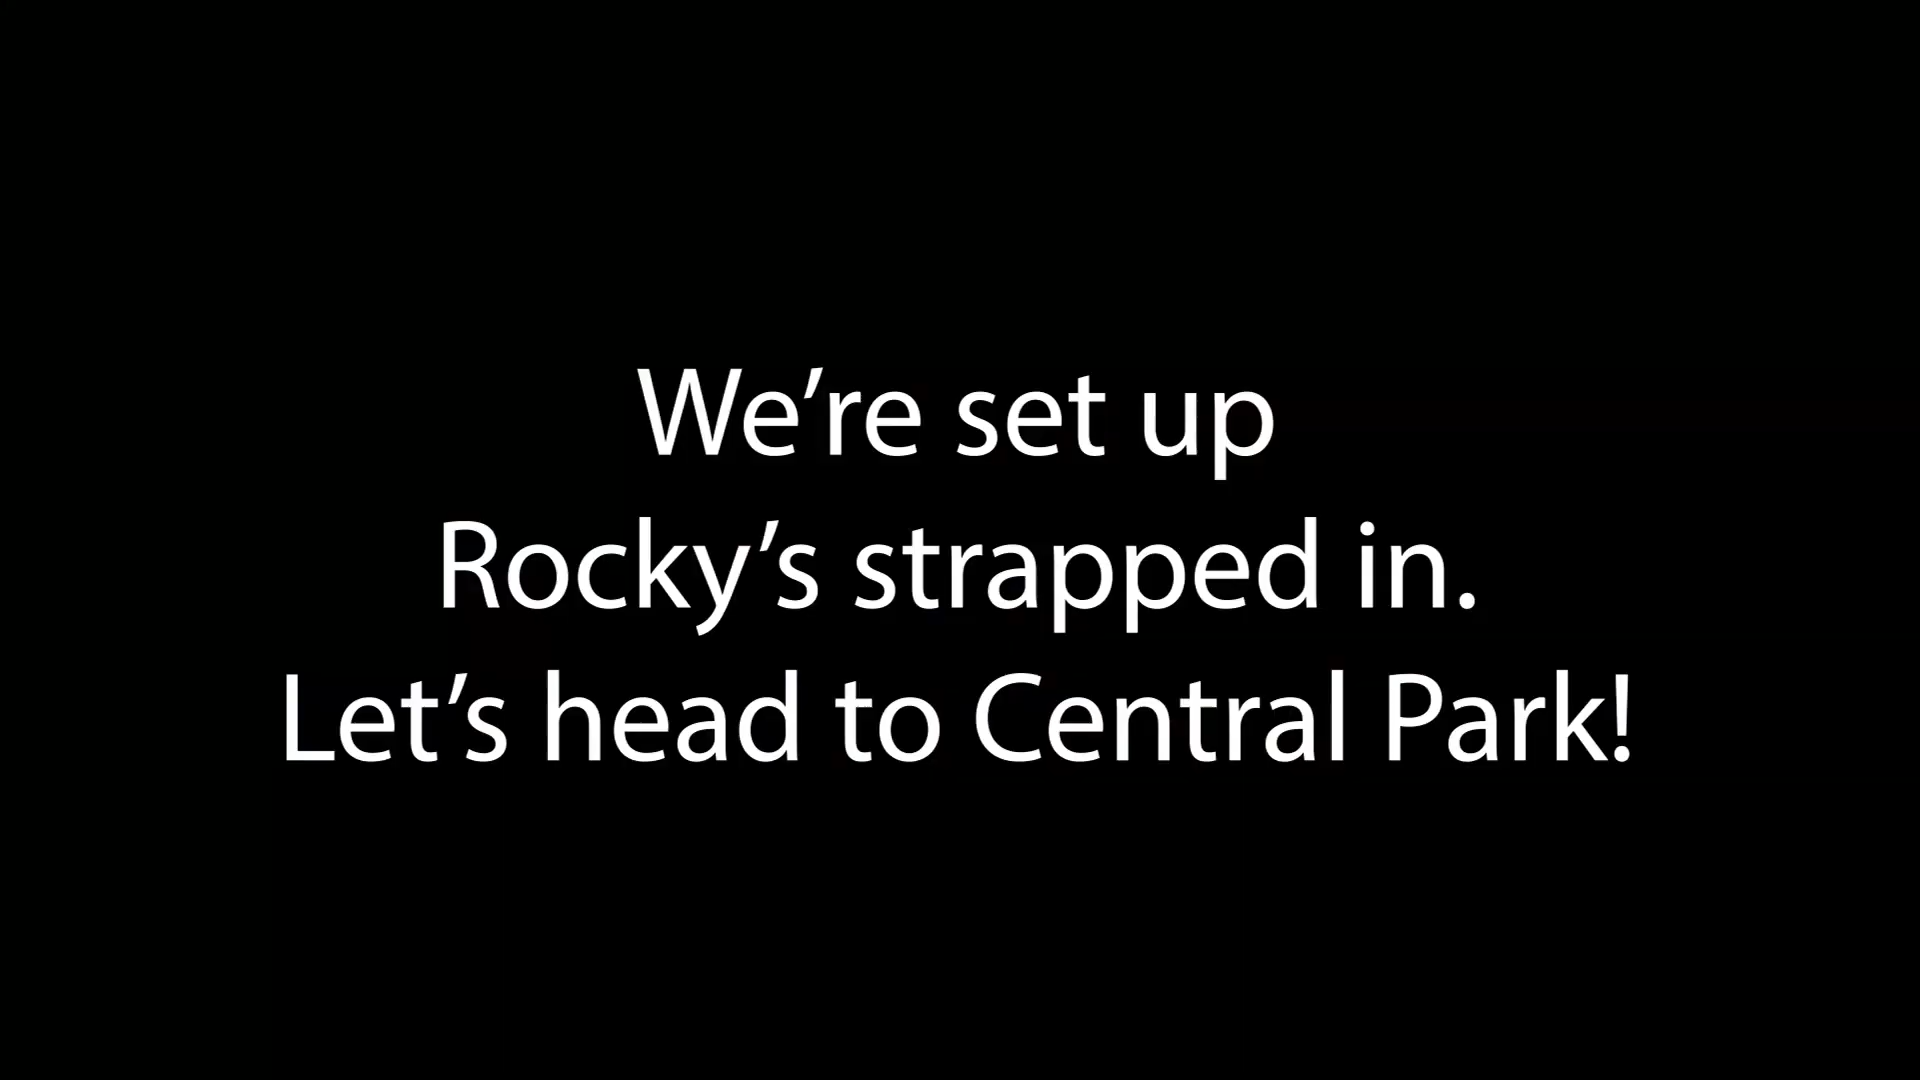 We’re set up
Rocky’s strapped in.
Let’s head to Central Park!